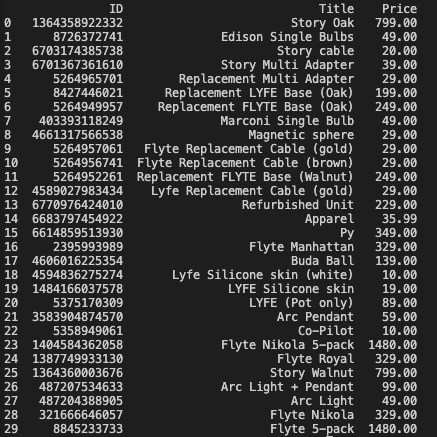 ID Title Price
0 1364358922332 Story Oak 799.00
1 8726372741 Edison Single Bulbs 49.00
2 6703174385738 Story cable 20.00
3 6701367361610 Story Multi Adapter 39.00
4 5264965701 Replacement Multi Adapter 29.00
5 8427446021 Replacement LYFE Base (Oak) 199.00
6 5264949957 Replacement FLYTE Base (Oak) 249.00
7 403393118249 Marconi Single Bulb 49.00
8 4661317566538 Magnetic sphere 29.00
9 5264957061 Flyte Replacement Cable (gold) 29.00
10 5264956741 Flyte Replacement Cable (brown) 29.00
11 5264952261 Replacement FLYTE Base (Walnut) 249.00
12 4589027983434 Lyfe Replacement Cable (gold) 29.00
13 6770976424010 Refurbished Unit 229.00
14 6683797454922 Apparel 35.99
15 6614859513930 Py 349.00
16 2395993989 Flyte Manhattan 329.00
17 4606016225354 Buda Ball 139.00
18 4594836275274 Lyfe Silicone skin (white) 10.00
19 1484166037578 LYFE Silicone skin 19.00
20 5375170309 LYFE (Pot only) 89.00
21 3583904874570 Arc Pendant 59.00
22 5358949061 Co-Pilot 10.00
23 1404584362058 Flyte Nikola 5-pack 1480.00
24 1387749933130 Flyte Royal 329.00
25 1364360003676 Story Walnut 799.00
26 487207534633 Arc Light + Pendant 99.00
27 487204388905 Arc Light 49.00
28 321666646057 Flyte Nikola 329.00
29 8845233733 Flyte 5-pack 1480.00